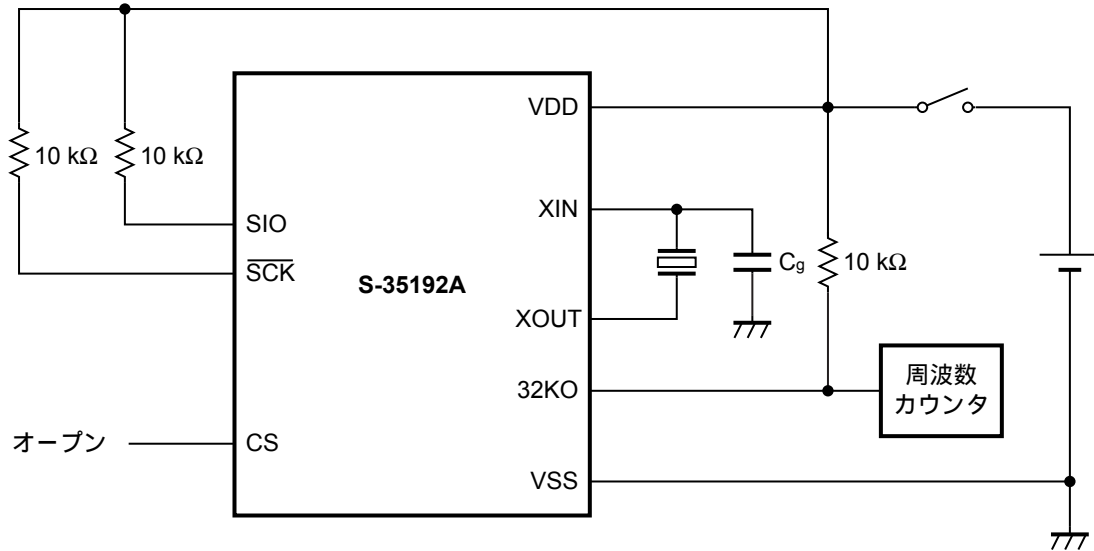 VDD
10 kΩ
10 kΩ
XIN
SIO
Cg
10 kΩ
SCK
S-35192A
XOUT
周波数
カウンタ
32KO
オープン
CS
VSS